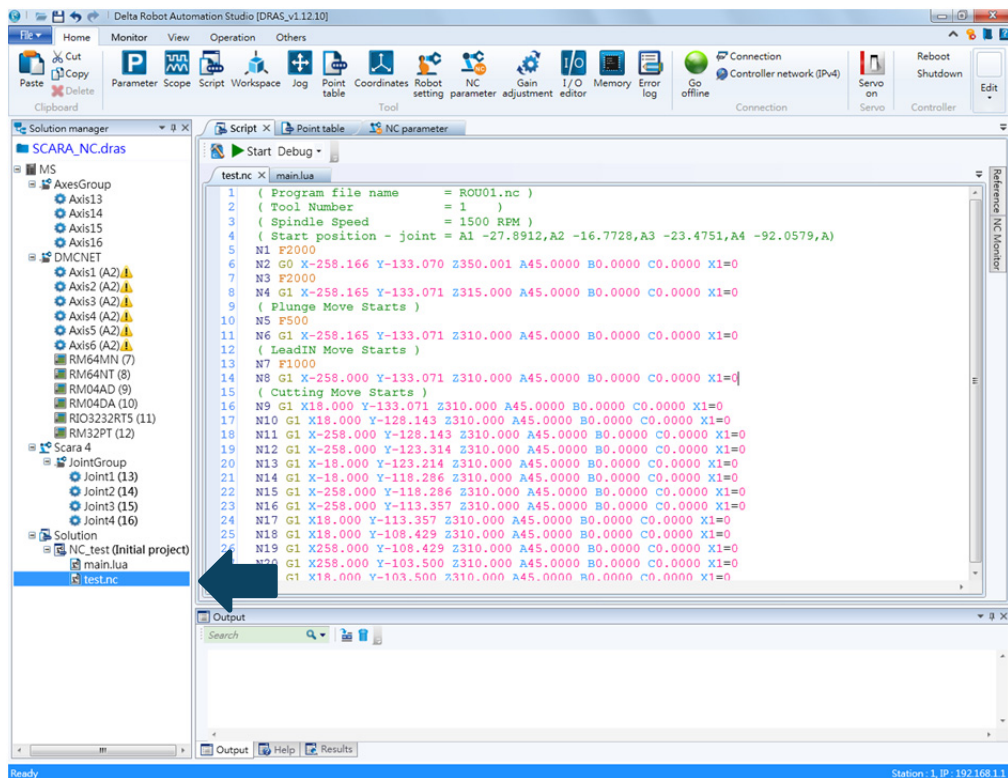 Delta Robot Automation Studio [DRAS_v1.12.10]
File Home Monitor View Operation Others
Paste Cut Copy Delete
Clipboard
Parameter Scope Script Workspace Jog Point table Coordinates Robot setting NC parameter Gain adjustment I/O editor Memory Error log
Tool
Go offline Connection Controller network (IPv4)
Connection
Servo on
Servo
Reboot Shutdown
Controller
Edit
Solution manager
SCARA_NC.dras
MS
AxesGroup
Axis13
Axis14
Axis15
Axis16
DMCNET
Axis1 (A2)
Axis2 (A2)
Axis3 (A2)
Axis4 (A2)
Axis5 (A2)
Axis6 (A2)
RM64MN (7)
RM64NT (8)
RM04AD (9)
RM04DA (10)
RIO3232RT5 (11)
RM32PT (12)
Scara 4
JointGroup
Joint1 (13)
Joint2 (14)
Joint3 (15)
Joint4 (16)
Solution
NC_test (Initial project)
main.lua
test.nc
Script Point table NC parameter
Start Debug
test.nc main.lua
1 ( Program file name = ROU01.nc )
2 ( Tool Number = 1 )
3 ( Spindle Speed = 1500 RPM )
4 ( Start position - joint = A1 -27.8912,A2 -16.7728,A3 -23.4751,A4 -92.0579,A)
5 N1 F2000
6 N2 G0 X-258.166 Y-133.070 Z350.001 A45.0000 B0.0000 C0.0000 X1=0
7 N3 F2000
8 N4 G1 X-258.165 Y-133.071 Z315.000 A45.0000 B0.0000 C0.0000 X1=0
9 ( Plunge Move Starts )
10 N5 F500
11 N6 G1 X-258.165 Y-133.071 Z310.000 A45.0000 B0.0000 C0.0000 X1=0
12 ( LeadIN Move Starts )
13 N7 F1000
14 N8 G1 X-258.000 Y-133.071 Z310.000 A45.0000 B0.0000 C0.0000 X1=0
15 ( Cutting Move Starts )
16 N9 G1 X18.000 Y-133.071 Z310.000 A45.0000 B0.0000 C0.0000 X1=0
17 N10 G1 X18.000 Y-128.143 Z310.000 A45.0000 B0.0000 C0.0000 X1=0
18 N11 G1 X-258.000 Y-128.143 Z310.000 A45.0000 B0.0000 C0.0000 X1=0
19 N12 G1 X-258.000 Y-123.314 Z310.000 A45.0000 B0.0000 C0.0000 X1=0
20 N13 G1 X-18.000 Y-123.214 Z310.000 A45.0000 B0.0000 C0.0000 X1=0
21 N14 G1 X-18.000 Y-118.286 Z310.000 A45.0000 B0.0000 C0.0000 X1=0
22 N15 G1 X-258.000 Y-118.286 Z310.000 A45.0000 B0.0000 C0.0000 X1=0
23 N16 G1 X-258.000 Y-113.357 Z310.000 A45.0000 B0.0000 C0.0000 X1=0
24 N17 G1 X18.000 Y-113.357 Z310.000 A45.0000 B0.0000 C0.0000 X1=0
25 N18 G1 X18.000 Y-108.429 Z310.000 A45.0000 B0.0000 C0.0000 X1=0
26 N19 G1 X258.000 Y-108.429 Z310.000 A45.0000 B0.0000 C0.0000 X1=0
N20 G1 X258.000 Y-103.500 Z310.000 A45.0000 B0.0000 C0.0000 X1=0
G1 X18.000 Y-103.500 Z310.000 A45.0000 B0.0000 C0.0000 X1=0
Reference NC Monitor
Output
Search
Output Help Results
Ready
Station : 1, IP : 192.168.1.1